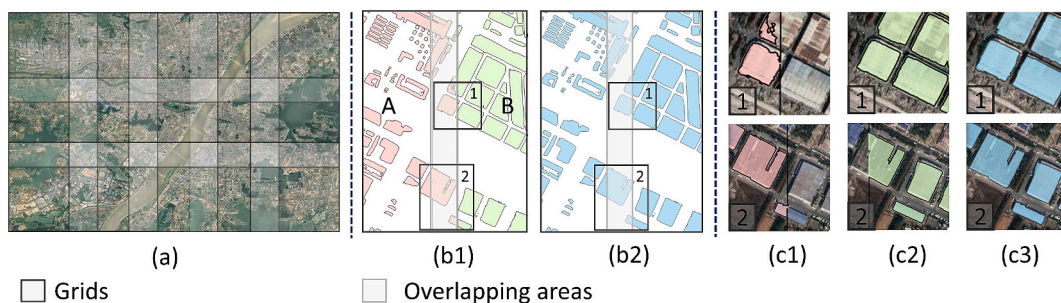 A
B
1
2
1
2
1
1
1
2
2
2
(a)
(b1)
(b2)
(c1)
(c2)
(c3)
Grids
Overlapping areas